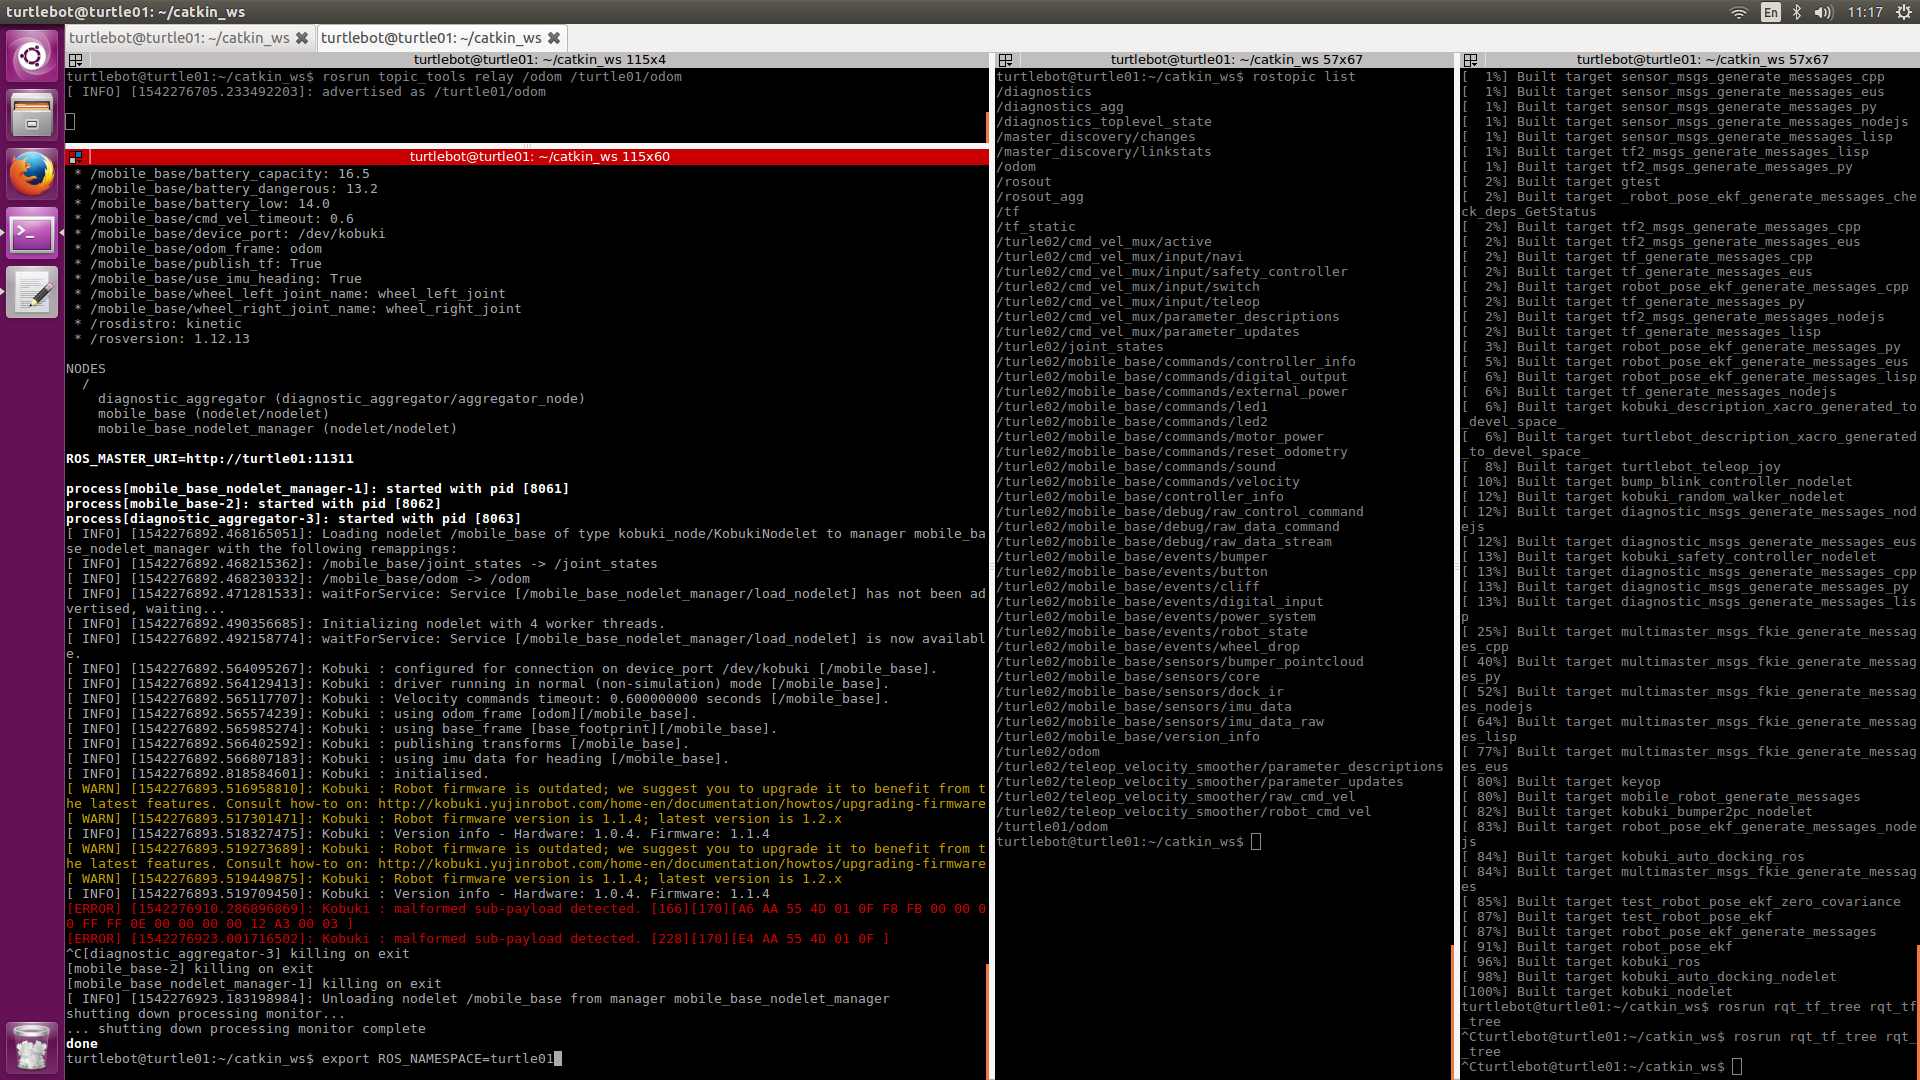 turtlebot@turtle01: ~/catkin_ws
En
11:17
turtlebot@turtle01: ~/catkin_ws
turtlebot@turtle01: ~/catkin_ws
turtlebot@turtle01: ~/catkin_ws 115x4
turtlebot@turtle01:~/catkin_ws$ rosrun topic_tools relay /odom /turtle01/odom
[ INFO] [1542276705.233492203]: advertised as /turtle01/odom
turtlebot@turtle01: ~/catkin_ws 115x60
* /mobile_base/battery_capacity: 16.5
* /mobile_base/battery_dangerous: 13.2
* /mobile_base/battery_low: 14.0
* /mobile_base/cmd_vel_timeout: 0.6
* /mobile_base/device_port: /dev/kobuki
* /mobile_base/odom_frame: odom
* /mobile_base/publish_tf: True
* /mobile_base/use_imu_heading: True
* /mobile_base/wheel_left_joint_name: wheel_left_joint
* /mobile_base/wheel_right_joint_name: wheel_right_joint
* /rosdistro: kinetic
* /rosversion: 1.12.13
NODES
/
diagnostic_aggregator (diagnostic_aggregator/aggregator_node)
mobile_base (nodelet/nodelet)
mobile_base_nodelet_manager (nodelet/nodelet)
ROS_MASTER_URI=http://turtle01:11311
process[mobile_base_nodelet_manager-1]: started with pid [8061]
process[mobile_base-2]: started with pid [8062]
process[diagnostic_aggregator-3]: started with pid [8063]
[ INFO] [1542276892.468165051]: Loading nodelet /mobile_base of type kobuki_node/KobukiNodelet to manager mobile_ba
se_nodelet_manager with the following remappings:
[ INFO] [1542276892.468215362]: /mobile_base/joint_states -> /joint_states
[ INFO] [1542276892.468230332]: /mobile_base/odom -> /odom
[ INFO] [1542276892.471281533]: waitForService: Service [/mobile_base_nodelet_manager/load_nodelet] has not been ad
vertised, waiting...
[ INFO] [1542276892.490356685]: Initializing nodelet with 4 worker threads.
[ INFO] [1542276892.492158774]: waitForService: Service [/mobile_base_nodelet_manager/load_nodelet] is now availabl
e.
[ INFO] [1542276892.564095267]: Kobuki : configured for connection on device_port /dev/kobuki [/mobile_base].
[ INFO] [1542276892.564129413]: Kobuki : driver running in normal (non-simulation) mode [/mobile_base].
[ INFO] [1542276892.565117707]: Kobuki : Velocity commands timeout: 0.600000000 seconds [/mobile_base].
[ INFO] [1542276892.565574239]: Kobuki : using odom_frame [odom][/mobile_base].
[ INFO] [1542276892.565985274]: Kobuki : using base_frame [base_footprint][/mobile_base].
[ INFO] [1542276892.566402592]: Kobuki : publishing transforms [/mobile_base].
[ INFO] [1542276892.566807183]: Kobuki : using imu data for heading [/mobile_base].
[ INFO] [1542276892.818584601]: Kobuki : initialised.
[ WARN] [1542276893.516958810]: Kobuki : Robot firmware is outdated; we suggest you to upgrade it to benefit from t
he latest features. Consult how-to on: http://kobuki.yujinrobot.com/home-en/documentation/howtos/upgrading-firmware
[ WARN] [1542276893.517301471]: Kobuki : Robot firmware version is 1.1.4; latest version is 1.2.x
[ INFO] [1542276893.518327475]: Kobuki : Version info - Hardware: 1.0.4. Firmware: 1.1.4
[ WARN] [1542276893.519273689]: Kobuki : Robot firmware is outdated; we suggest you to upgrade it to benefit from t
he latest features. Consult how-to on: http://kobuki.yujinrobot.com/home-en/documentation/howtos/upgrading-firmware
[ WARN] [1542276893.519449875]: Kobuki : Robot firmware version is 1.1.4; latest version is 1.2.x
[ INFO] [1542276893.519709450]: Kobuki : Version info - Hardware: 1.0.4. Firmware: 1.1.4
[ERROR] [1542276910.286896869]: Kobuki : malformed sub-payload detected. [166][170][A6 AA 55 4D 01 0F F8 FB 00 00 0
0 FF FF 0E 00 00 00 00 12 A3 00 03 ]
[ERROR] [1542276923.001716502]: Kobuki : malformed sub-payload detected. [228][170][E4 AA 55 4D 01 0F ]
^C[diagnostic_aggregator-3] killing on exit
[mobile_base-2] killing on exit
[mobile_base_nodelet_manager-1] killing on exit
[ INFO] [1542276923.183198984]: Unloading nodelet /mobile_base from manager mobile_base_nodelet_manager
shutting down processing monitor...
... shutting down processing monitor complete
done
turtlebot@turtle01:~/catkin_ws$ export ROS_NAMESPACE=turtle01
turtlebot@turtle01: ~/catkin_ws 57x67
turtlebot@turtle01:~/catkin_ws$ rostopic list
/diagnostics
/diagnostics_agg
/diagnostics_toplevel_state
/master_discovery/changes
/master_discovery/linkstats
/odom
/rosout
/rosout_agg
/tf
/tf_static
/turle02/cmd_vel_mux/active
/turle02/cmd_vel_mux/input/navi
/turle02/cmd_vel_mux/input/safety_controller
/turle02/cmd_vel_mux/input/switch
/turle02/cmd_vel_mux/input/teleop
/turle02/cmd_vel_mux/parameter_descriptions
/turle02/cmd_vel_mux/parameter_updates
/turle02/joint_states
/turle02/mobile_base/commands/controller_info
/turle02/mobile_base/commands/digital_output
/turle02/mobile_base/commands/external_power
/turle02/mobile_base/commands/led1
/turle02/mobile_base/commands/led2
/turle02/mobile_base/commands/motor_power
/turle02/mobile_base/commands/reset_odometry
/turle02/mobile_base/commands/sound
/turle02/mobile_base/commands/velocity
/turle02/mobile_base/controller_info
/turle02/mobile_base/debug/raw_control_command
/turle02/mobile_base/debug/raw_data_command
/turle02/mobile_base/debug/raw_data_stream
/turle02/mobile_base/events/bumper
/turle02/mobile_base/events/button
/turle02/mobile_base/events/cliff
/turle02/mobile_base/events/digital_input
/turle02/mobile_base/events/power_system
/turle02/mobile_base/events/robot_state
/turle02/mobile_base/events/wheel_drop
/turle02/mobile_base/sensors/bumper_pointcloud
/turle02/mobile_base/sensors/core
/turle02/mobile_base/sensors/dock_ir
/turle02/mobile_base/sensors/imu_data
/turle02/mobile_base/sensors/imu_data_raw
/turle02/mobile_base/version_info
/turle02/odom
/turle02/teleop_velocity_smoother/parameter_descriptions
/turle02/teleop_velocity_smoother/parameter_updates
/turle02/teleop_velocity_smoother/raw_cmd_vel
/turle02/teleop_velocity_smoother/robot_cmd_vel
/turtle01/odom
turtlebot@turtle01:~/catkin_ws$
turtlebot@turtle01: ~/catkin_ws 57x67
[  1%] Built target sensor_msgs_generate_messages_cpp
[  1%] Built target sensor_msgs_generate_messages_eus
[  1%] Built target sensor_msgs_generate_messages_py
[  1%] Built target sensor_msgs_generate_messages_nodejs
[  1%] Built target sensor_msgs_generate_messages_lisp
[  1%] Built target tf2_msgs_generate_messages_lisp
[  1%] Built target tf2_msgs_generate_messages_py
[  2%] Built target gtest
[  2%] Built target _robot_pose_ekf_generate_messages_che
ck_deps_GetStatus
[  2%] Built target tf2_msgs_generate_messages_cpp
[  2%] Built target tf2_msgs_generate_messages_eus
[  2%] Built target tf_generate_messages_cpp
[  2%] Built target tf_generate_messages_eus
[  2%] Built target robot_pose_ekf_generate_messages_cpp
[  2%] Built target tf_generate_messages_py
[  2%] Built target tf2_msgs_generate_messages_nodejs
[  2%] Built target tf_generate_messages_lisp
[  3%] Built target robot_pose_ekf_generate_messages_py
[  5%] Built target robot_pose_ekf_generate_messages_eus
[  6%] Built target robot_pose_ekf_generate_messages_lisp
[  6%] Built target tf_generate_messages_nodejs
[  6%] Built target kobuki_description_xacro_generated_to
_devel_space_
[  6%] Built target turtlebot_description_xacro_generated
_to_devel_space_
[  8%] Built target turtlebot_teleop_joy
[ 10%] Built target bump_blink_controller_nodelet
[ 12%] Built target kobuki_random_walker_nodelet
[ 12%] Built target diagnostic_msgs_generate_messages_nod
ejs
[ 12%] Built target diagnostic_msgs_generate_messages_eus
[ 13%] Built target kobuki_safety_controller_nodelet
[ 13%] Built target diagnostic_msgs_generate_messages_cpp
[ 13%] Built target diagnostic_msgs_generate_messages_py
[ 13%] Built target diagnostic_msgs_generate_messages_lis
p
[ 25%] Built target multimaster_msgs_fkie_generate_messag
es_cpp
[ 40%] Built target multimaster_msgs_fkie_generate_messag
es_py
[ 52%] Built target multimaster_msgs_fkie_generate_messag
es_nodejs
[ 64%] Built target multimaster_msgs_fkie_generate_messag
es_lisp
[ 77%] Built target multimaster_msgs_fkie_generate_messag
es_eus
[ 80%] Built target keyop
[ 80%] Built target mobile_robot_generate_messages
[ 82%] Built target kobuki_bumper2pc_nodelet
[ 83%] Built target robot_pose_ekf_generate_messages_node
js
[ 84%] Built target kobuki_auto_docking_ros
[ 84%] Built target multimaster_msgs_fkie_generate_messag
es
[ 85%] Built target test_robot_pose_ekf_zero_covariance
[ 87%] Built target test_robot_pose_ekf
[ 87%] Built target robot_pose_ekf_generate_messages
[ 91%] Built target robot_pose_ekf
[ 96%] Built target kobuki_ros
[ 98%] Built target kobuki_auto_docking_nodelet
[100%] Built target kobuki_nodelet
turtlebot@turtle01:~/catkin_ws$ rosrun rqt_tf_tree rqt_tf
_tree
^Cturtlebot@turtle01:~/catkin_ws$ rosrun rqt_tf_tree rqt_
_tree
^Cturtlebot@turtle01:~/catkin_ws$